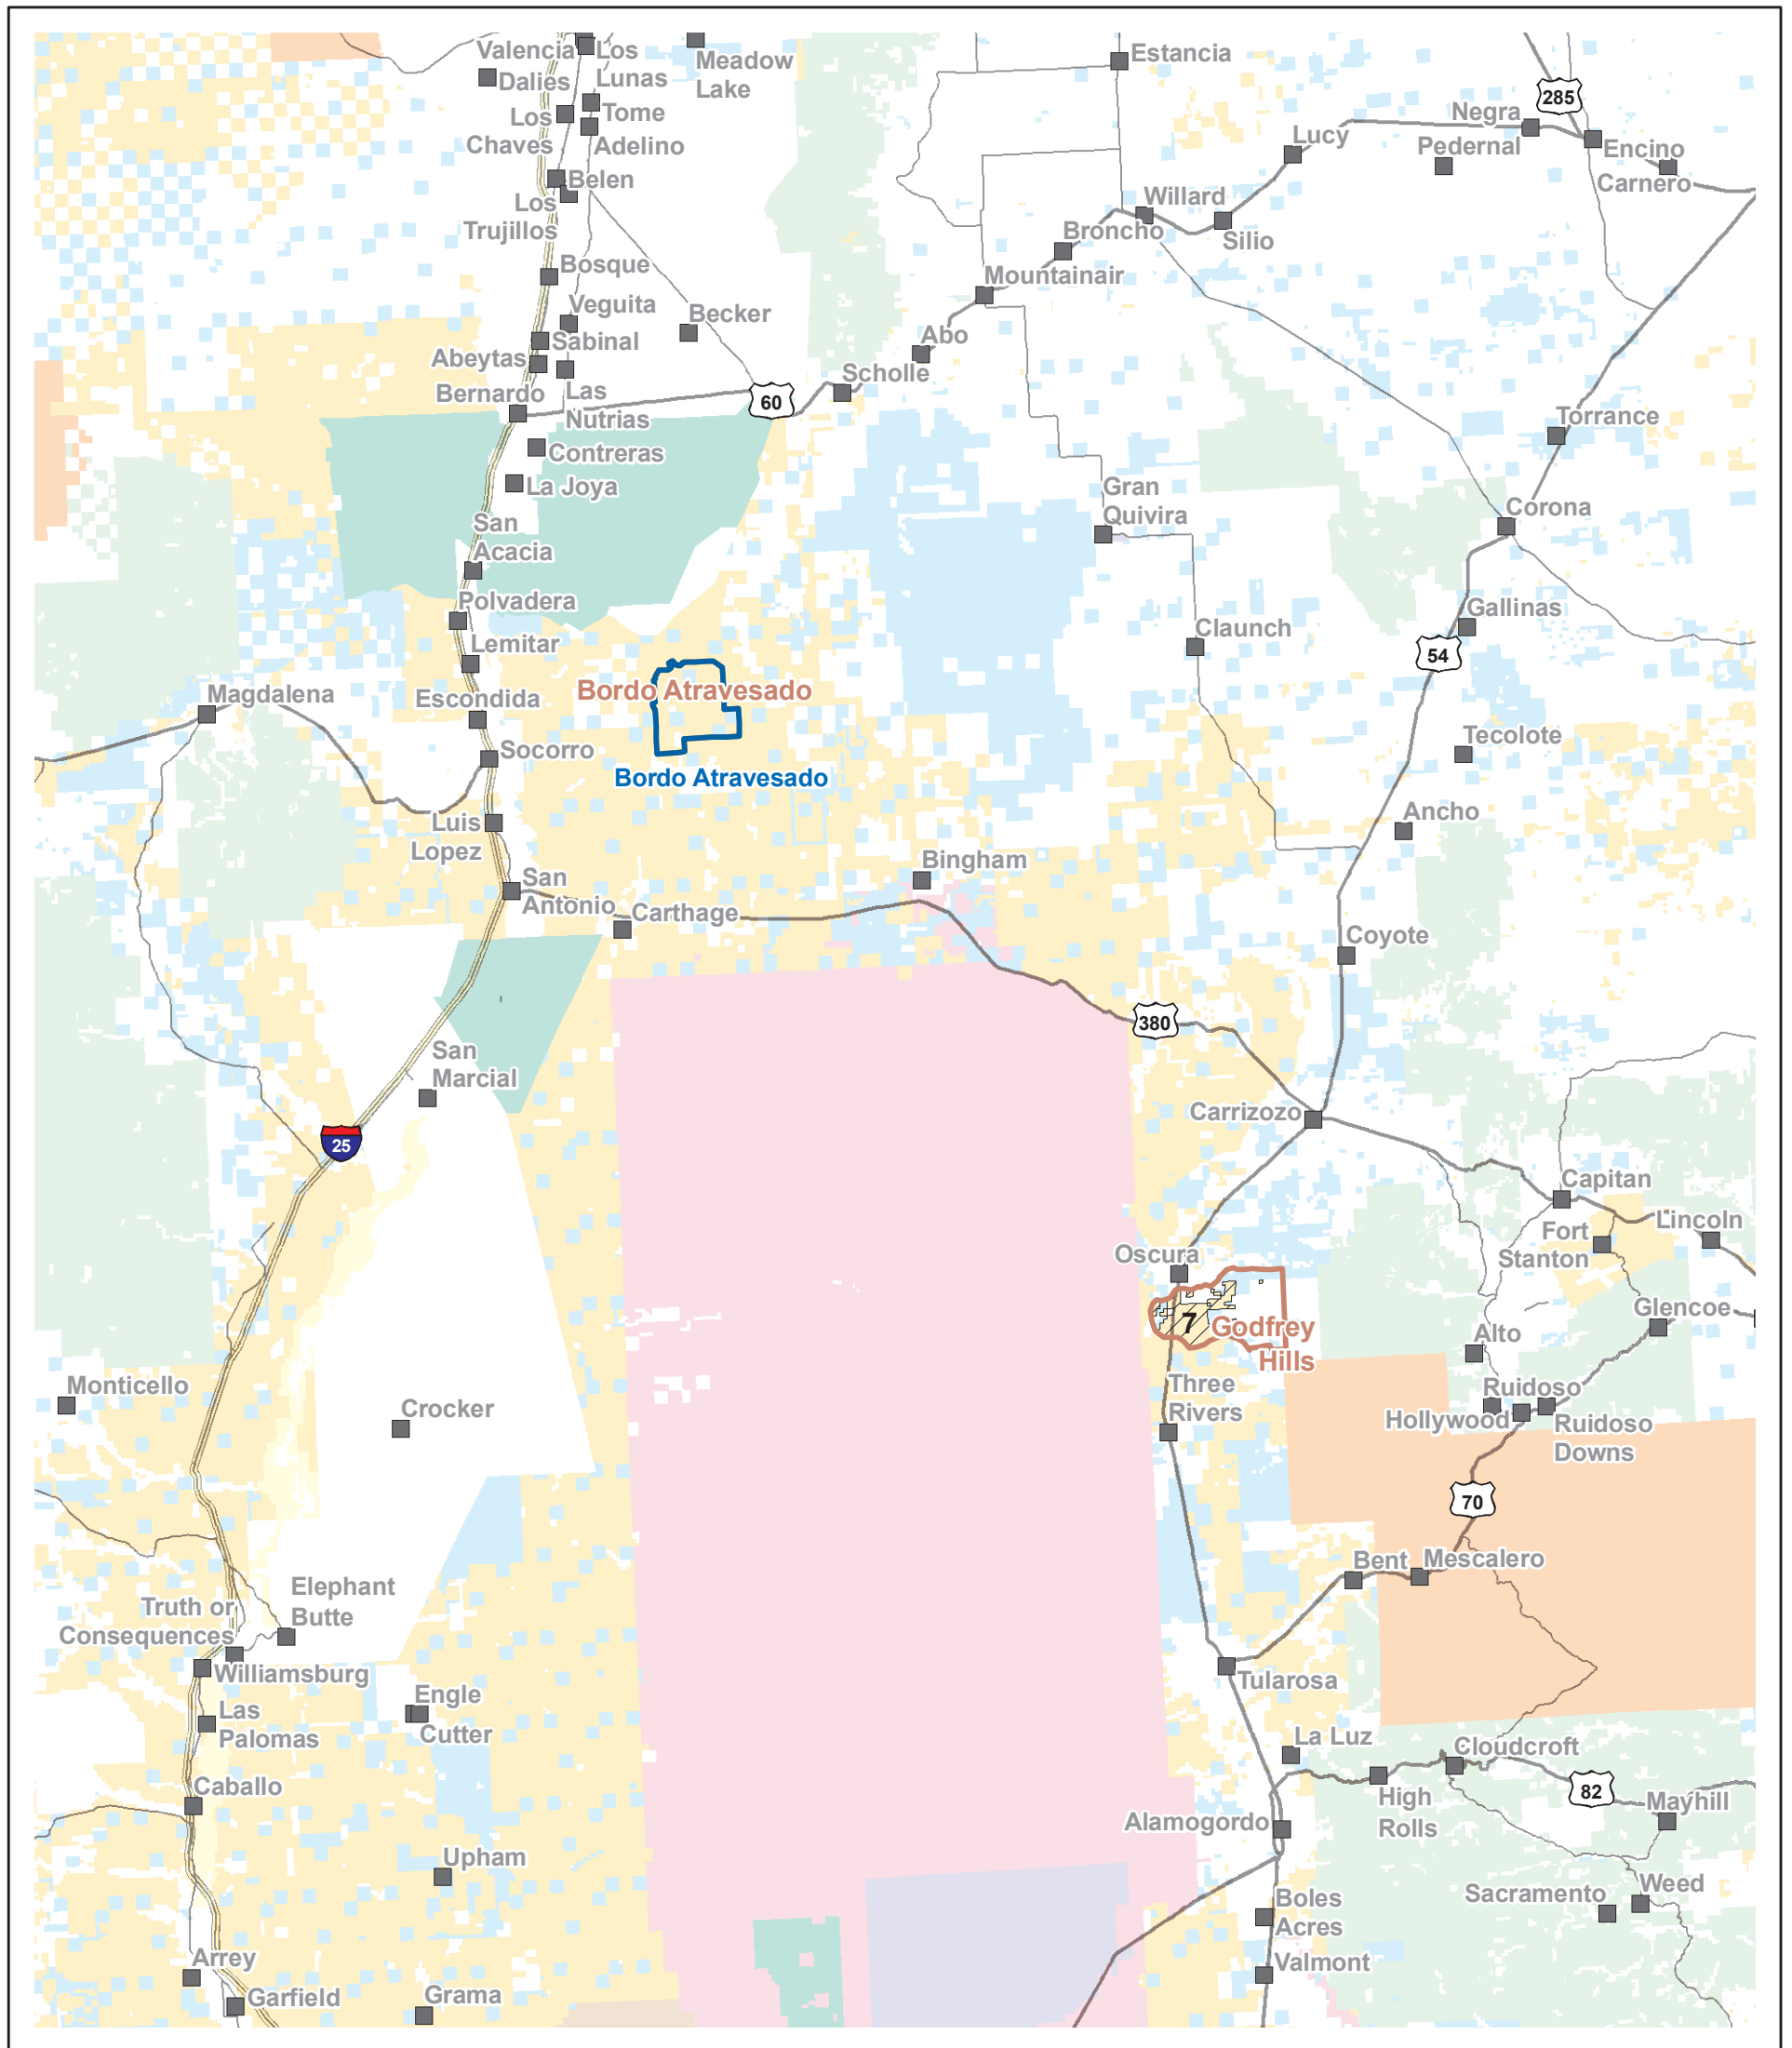 Valencia
Los
Lunas
Meadow
Lake
Estancia
Dalies
285
Los
Chaves
Tome
Adelino
Negra
Lucy
Pedernal
Encino
Carnero
Belen
Los
Trujillos
Willard
Broncho
Silio
Bosque
Mountainair
Veguita
Becker
Sabinal
Abo
Abeytas
Scholle
Bernardo
Las
Nutrias
60
Torrance
Contreras
La Joya
Gran
Quivira
Corona
San
Acacia
Polvadera
Gallinas
Claunch
Lemitar
54
Bordo Atravesado
Magdalena
Escondida
Socorro
Tecolote
Bordo Atravesado
Luis
Lopez
Ancho
Bingham
San
Antonio
Carthage
Coyote
380
San
Marcial
Carrizozo
25
Capitan
Fort
Stanton
Lincoln
Oscura
7
Godfrey
Hills
Glencoe
Alto
Monticello
Three
Rivers
Ruidoso
Crocker
Hollywood
Ruidoso
Downs
70
Bent
Mescalero
Elephant
Butte
Truth or
Consequences
Williamsburg
Tularosa
Engle
Cutter
Las
Palomas
La Luz
Cloudcroft
Caballo
82
High
Rolls
Mayhill
Alamogordo
Upham
Weed
Sacramento
Boles
Acres
Arrey
Valmont
Garfield
Grama